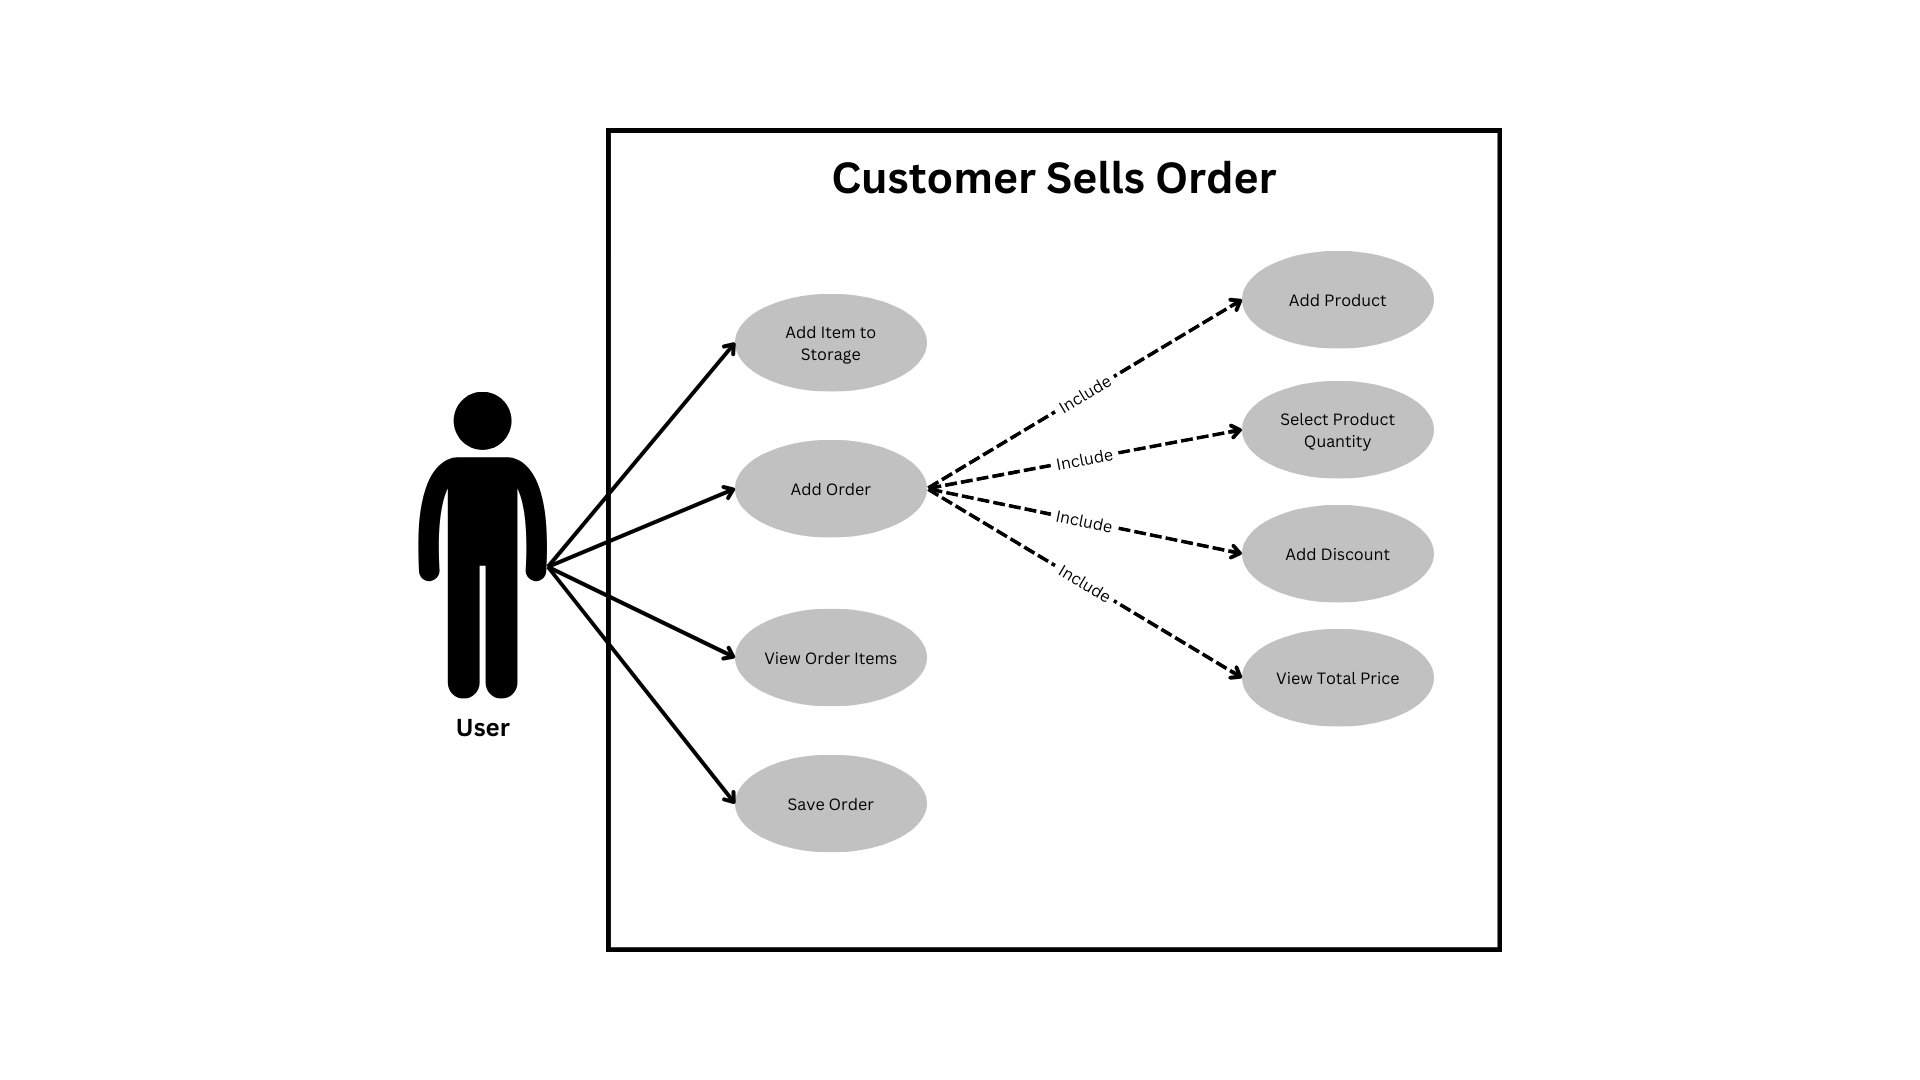 Customer Sells Order
Add Item to
Storage
Add Order
View Order Items
Save Order
Include
Include
Include
Include
Add Product
Select Product
Quantity
Add Discount
View Total Price
User